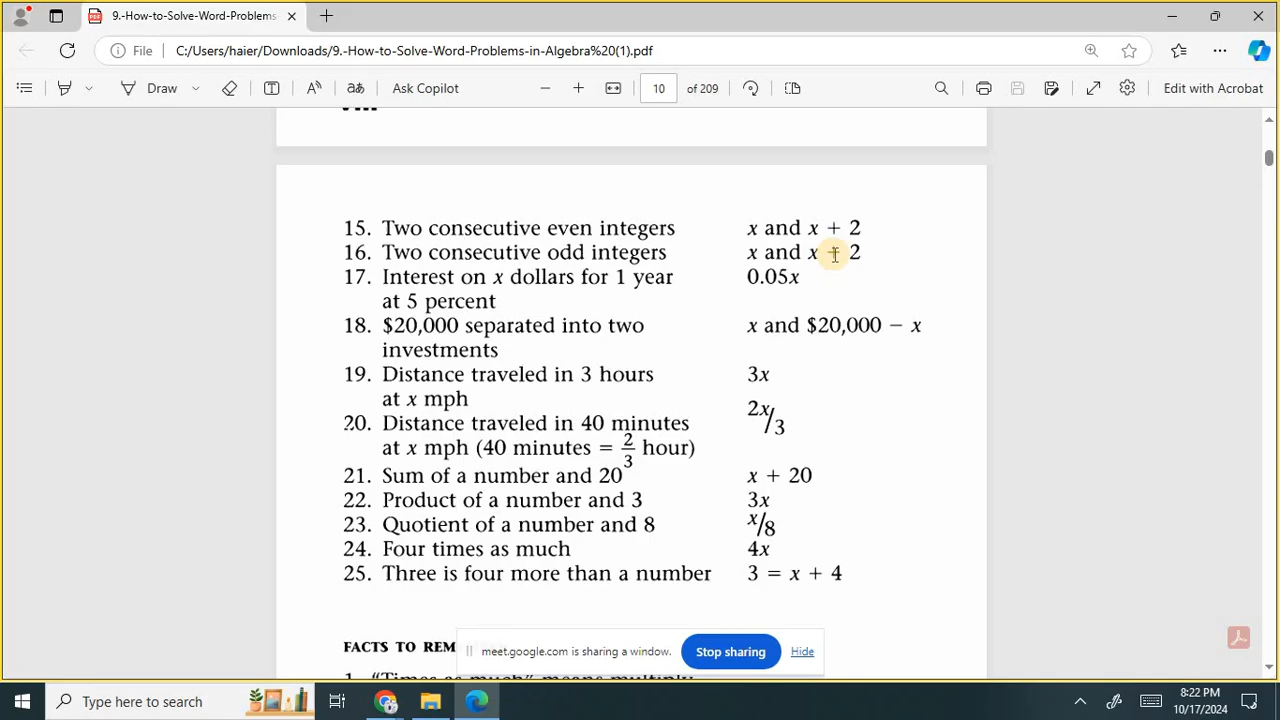 9.-How-to-Solve-Word-Problems
File
C:/Users/haier/Downloads/9.-How-to-Solve-Word-Problems-in-Algebra%20(1).pdf
Draw
Ask Copilot
10 of 209
Edit with Acrobat
15. Two consecutive even integers x and x + 2
16. Two consecutive odd integers x and x + 2
17. Interest on x dollars for 1 year 0.05x
at 5 percent
18. $20,000 separated into two x and $20,000 − x
investments
19. Distance traveled in 3 hours 3x
at x mph
20. Distance traveled in 40 minutes 2x/3
at x mph (40 minutes = 2/3 hour)
21. Sum of a number and 20 x + 20
22. Product of a number and 3 3x
23. Quotient of a number and 8 x/8
24. Four times as much 4x
25. Three is four more than a number 3 = x + 4
FACTS TO REM
meet.google.com is sharing a window. Stop sharing Hide
1. "Times as much" means multiply
Type here to search
8:22 PM
10/17/2024